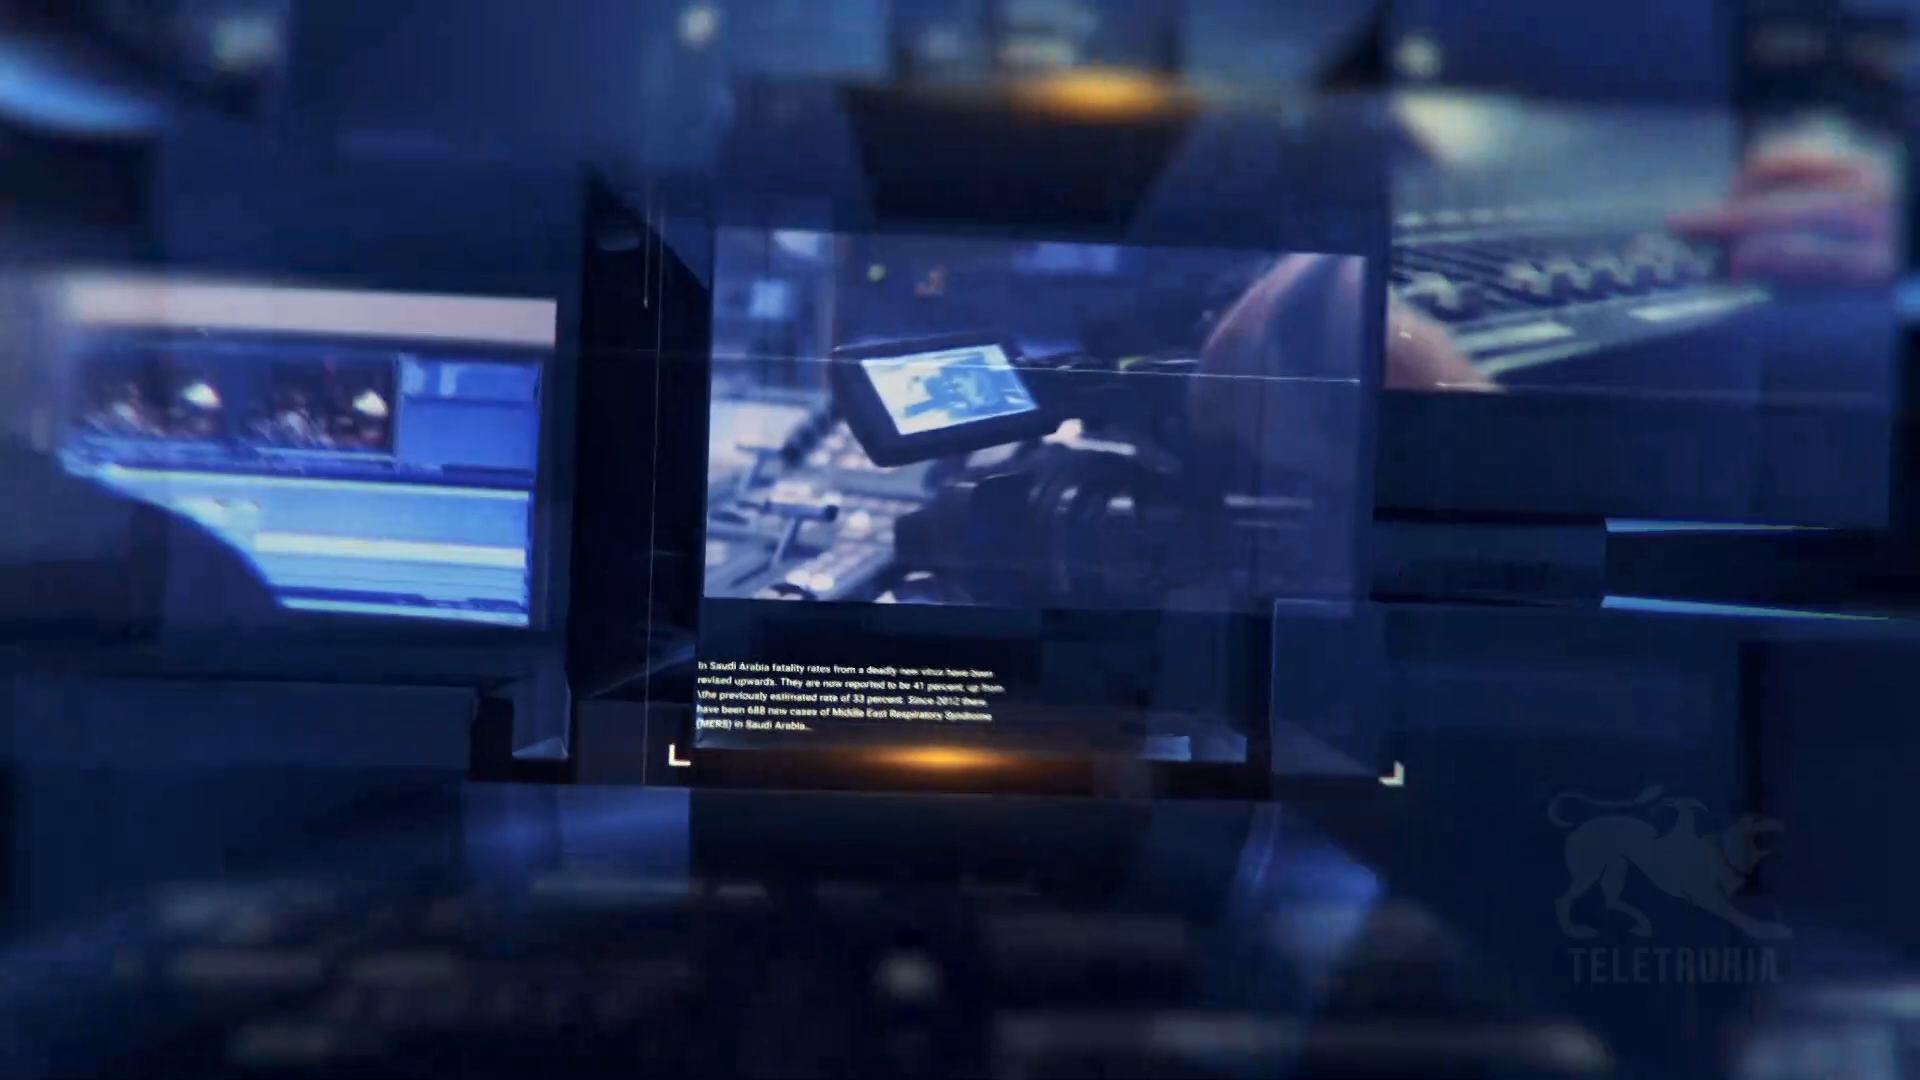 In Saudi Arabia fatality rates from a deadly new virus have been
revised upwards. They are now reported to be 41 percent, up from
\the previously estimated rate of 33 percent. Since 2012 there
have been 688 new cases of Middle East Respiratory Syndrome
(MERS) in Saudi Arabia.
TELETRORIA